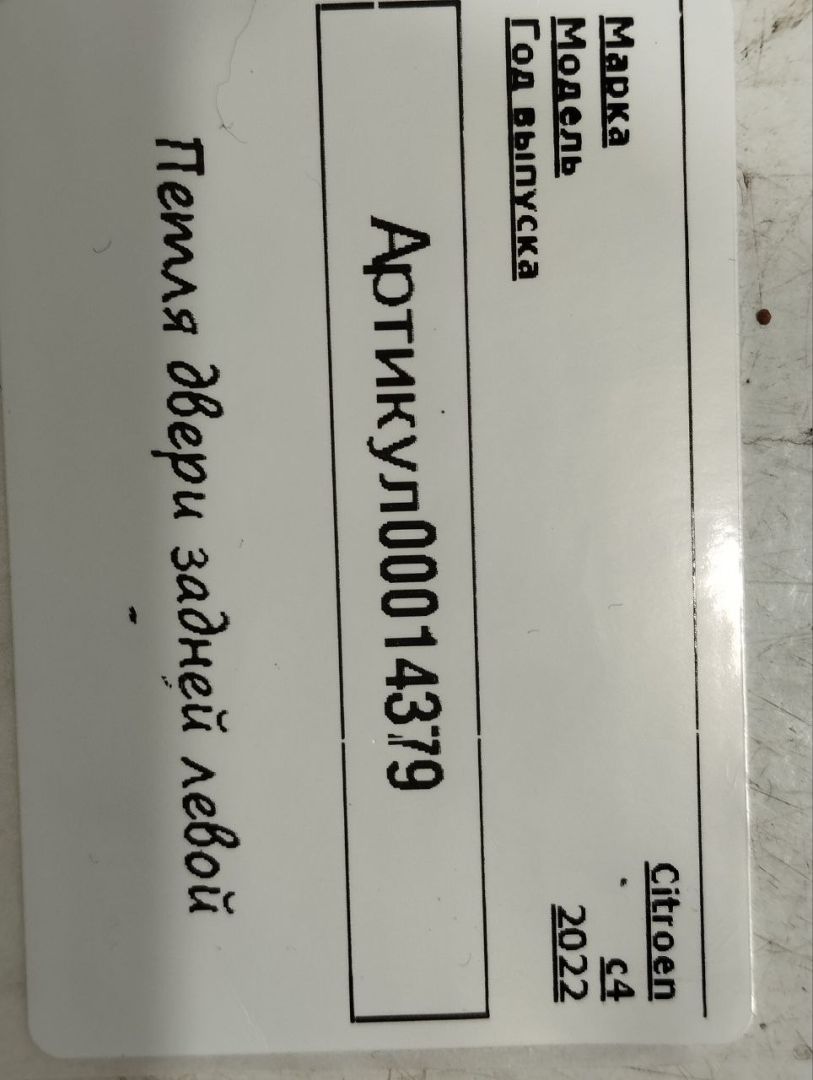 Марка Citroen
Модель c4
Год выпуска 2022
Артикул00014379
Петля двери задней левой